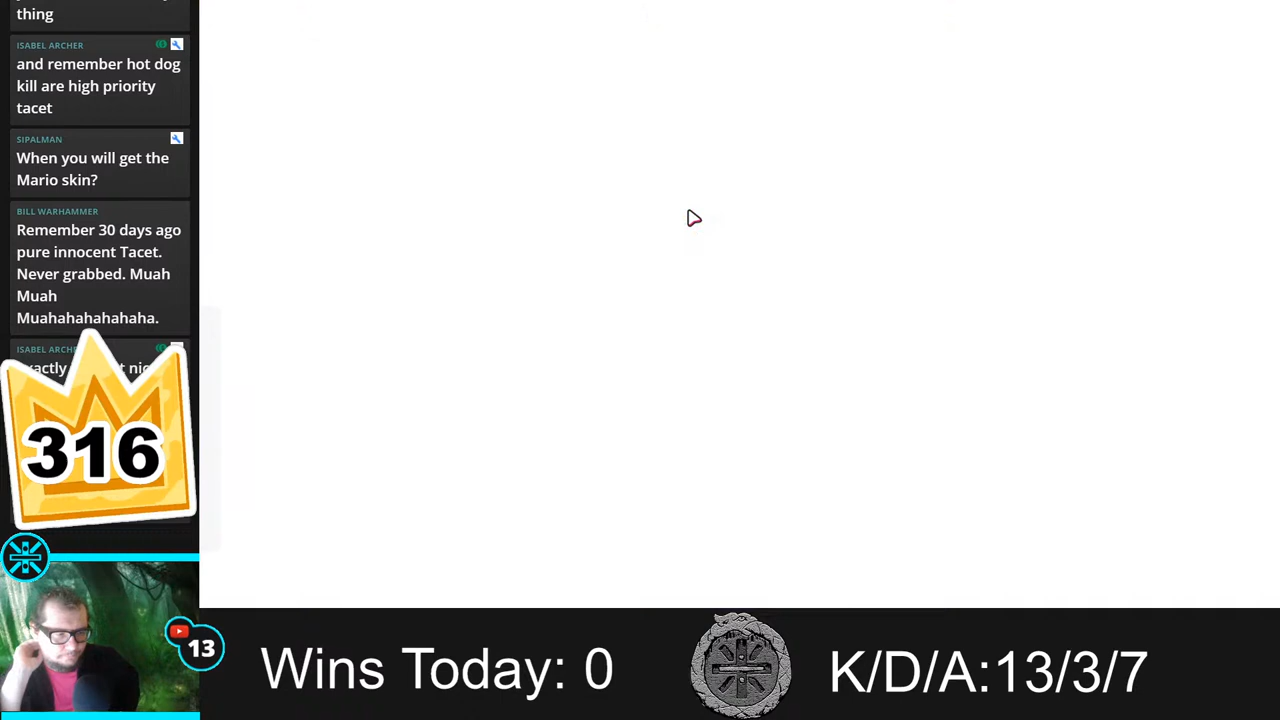 thing
ISABEL ARCHER
and remember hot dog
kill are high priority
tacet
SIPALMAN
When you will get the
Mario skin?
BILL WARHAMMER
Remember 30 days ago
pure innocent Tacet.
Never grabbed. Muah
Muah
Muahahahahahaha.
316
13
Wins Today: 0
K/D/A:13/3/7